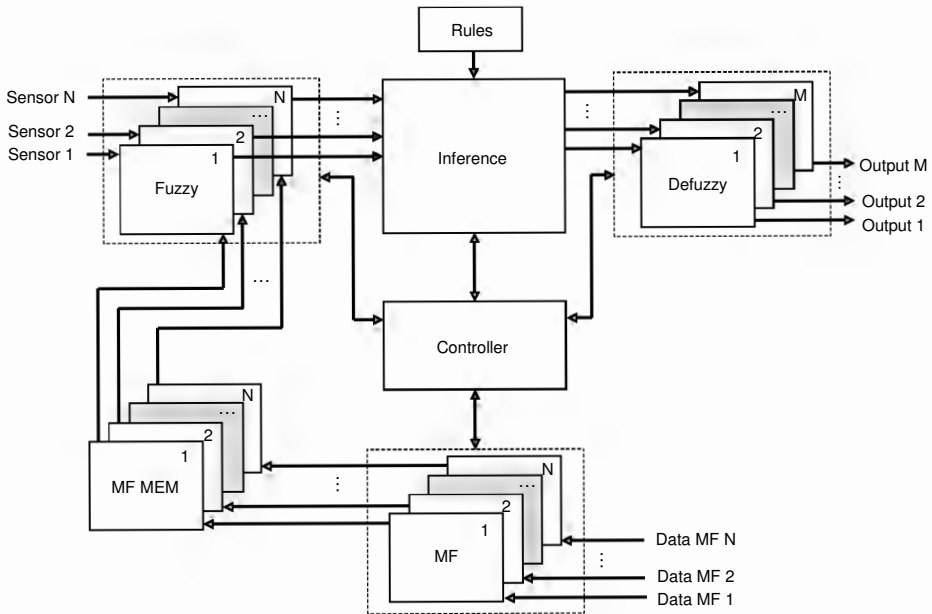 Rules
Sensor N
Sensor 2
Sensor 1
N
...
2
1
Fuzzy
...
Inference
...
M
...
2
1
Defuzzy
Output M
...
Output 2
Output 1
...
Controller
N
...
2
1
MF MEM
...
N
...
2
1
MF
Data MF N
...
Data MF 2
Data MF 1